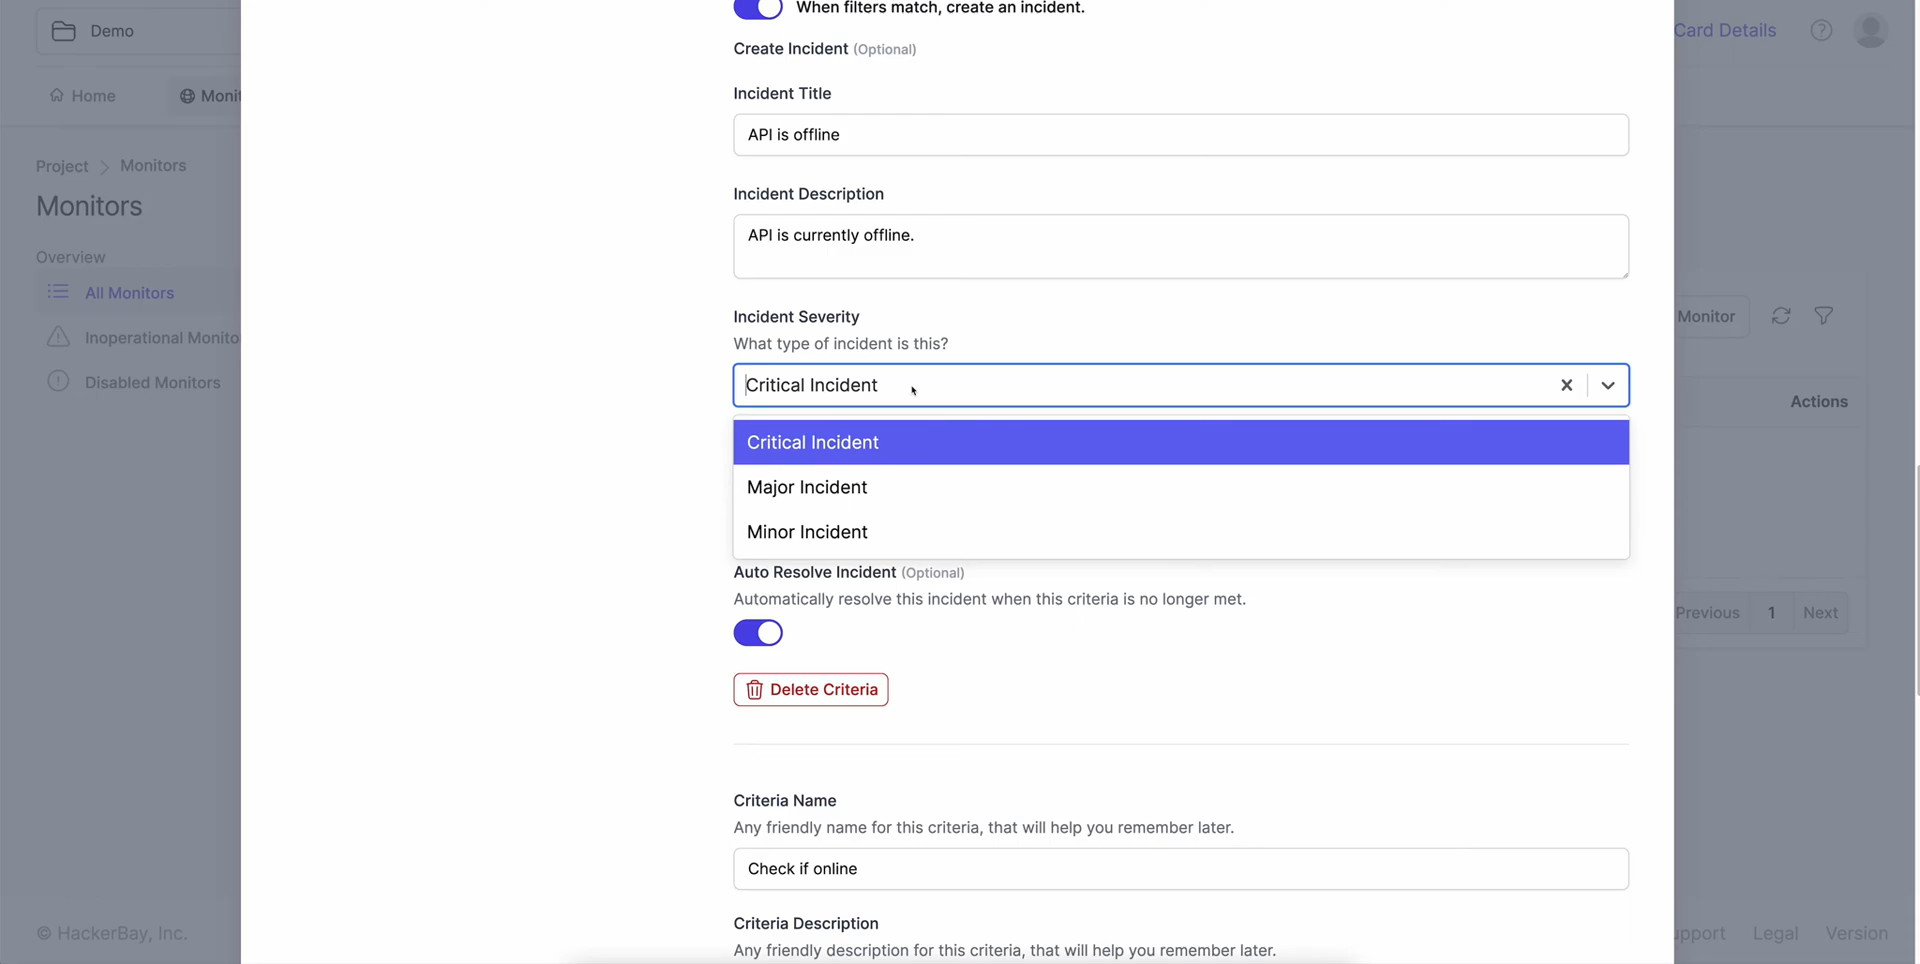 When filters match, create an incident.
Demo
Card Details
Create Incident (Optional)
Home
Monit
Incident Title
API is offline
Project
Monitors
Monitors
Incident Description
API is currently offline.
Overview
All Monitors
Inoperational Monito
Disabled Monitors
Incident Severity
What type of incident is this?
Critical Incident
Critical Incident
Major Incident
Minor Incident
Monitor
Actions
Auto Resolve Incident (Optional)
Automatically resolve this incident when this criteria is no longer met.
Previous 1 Next
Delete Criteria
Criteria Name
Any friendly name for this criteria, that will help you remember later.
Check if online
Criteria Description
Any friendly description for this criteria, that will help you remember later.
© HackerBay, Inc.
upport Legal Version